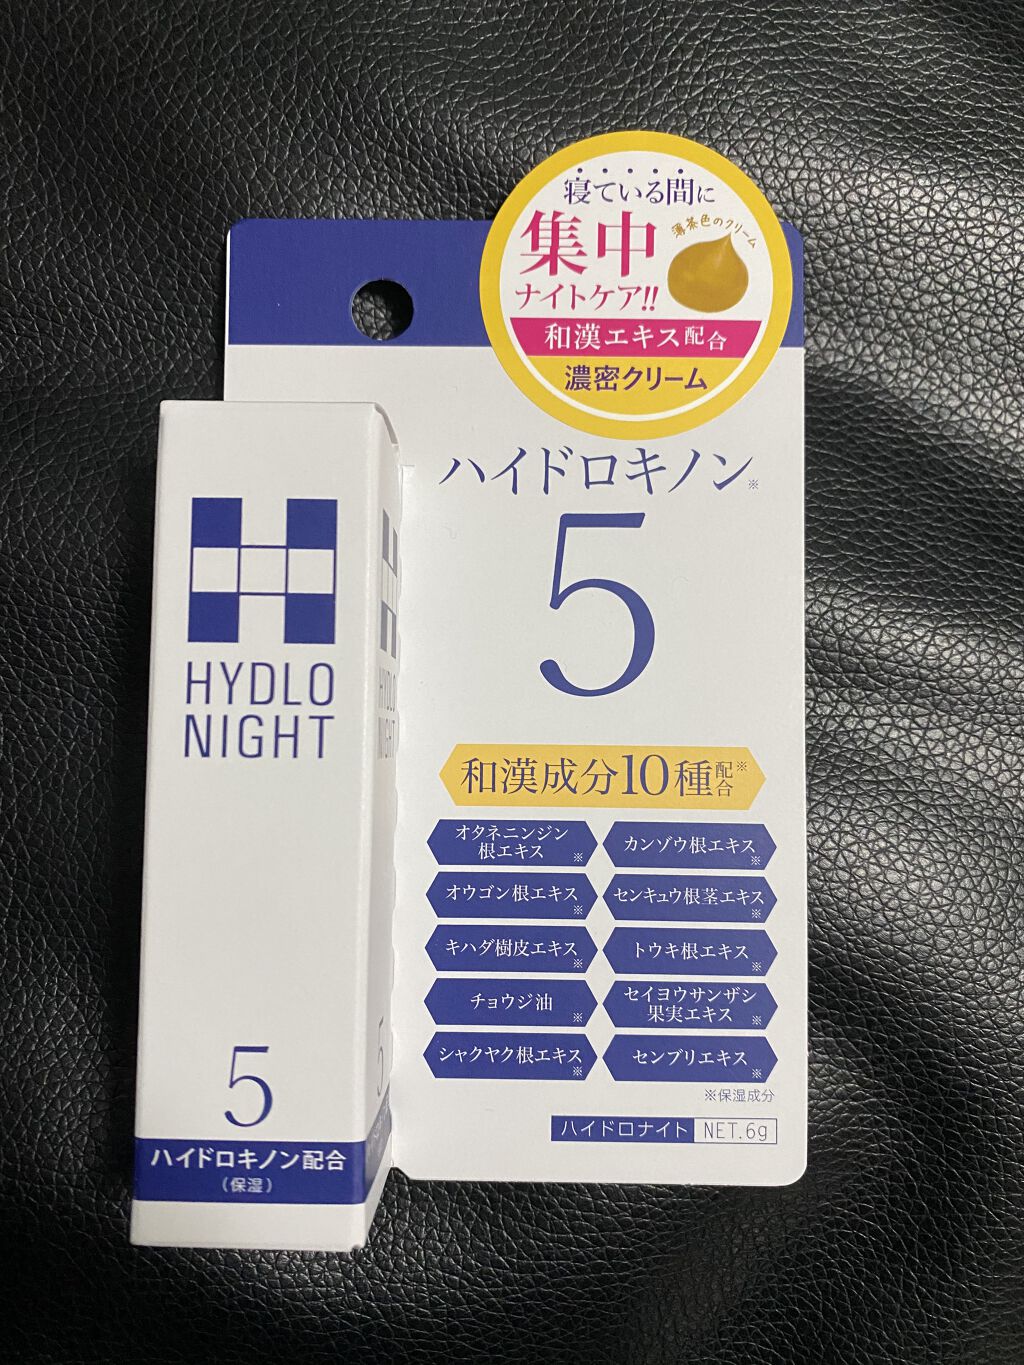 寝ている間に
集中
薄茶色のクリーム
ナイトケア!!
和漢エキス配合
濃密クリーム
ハイドロキノン※
5
和漢成分10種配合※
オタネニンジン
根エキス※
カンゾウ根エキス※
オウゴン根エキス※
センキュウ根茎エキス※
キハダ樹皮エキス※
トウキ根エキス※
チョウジ油※
セイヨウサンザシ
果実エキス※
シャクヤク根エキス※
センブリエキス※
※保湿成分
ハイドロナイト NET.6g
HYDLO
NIGHT
5
ハイドロキノン配合
(保湿)
HYDLO
NIGHT
5